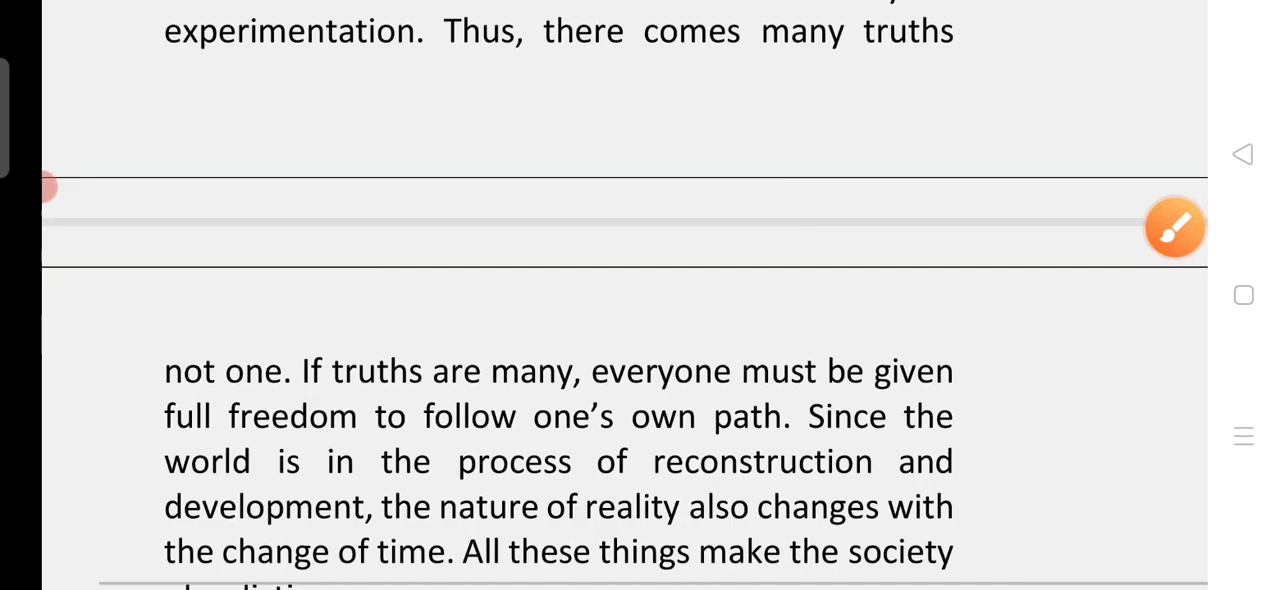 experimentation. Thus, there comes many truths
not one. If truths are many, everyone must be given
full freedom to follow one’s own path. Since the
world is in the process of reconstruction and
development, the nature of reality also changes with
the change of time. All these things make the society